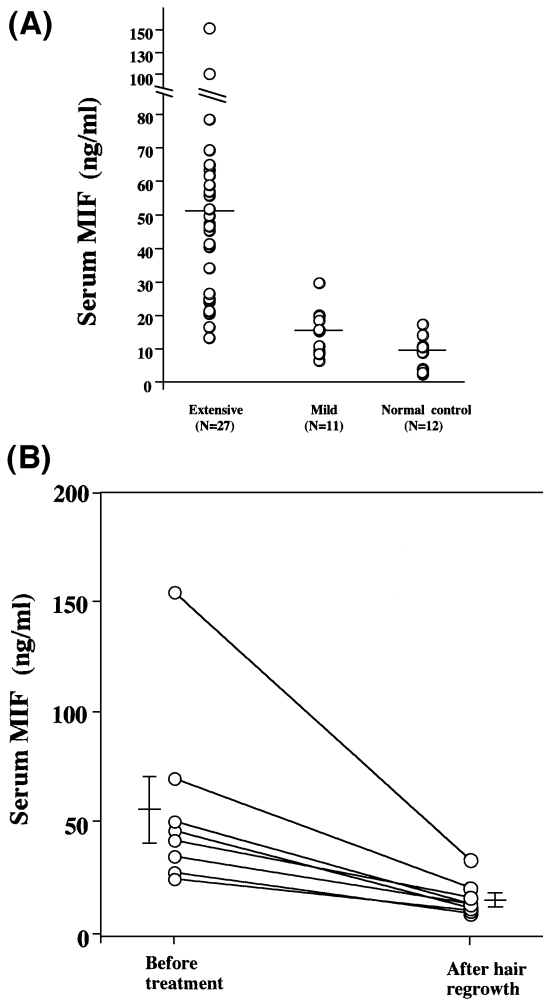 (A)
Serum MIF (ng/ml)
150
130
100
80
70
60
50
40
30
20
10
0
Extensive Mild Normal control
(N=27) (N=11) (N=12)
(B)
Serum MIF (ng/ml)
200
150
100
50
0
Before After hair
treatment regrowth